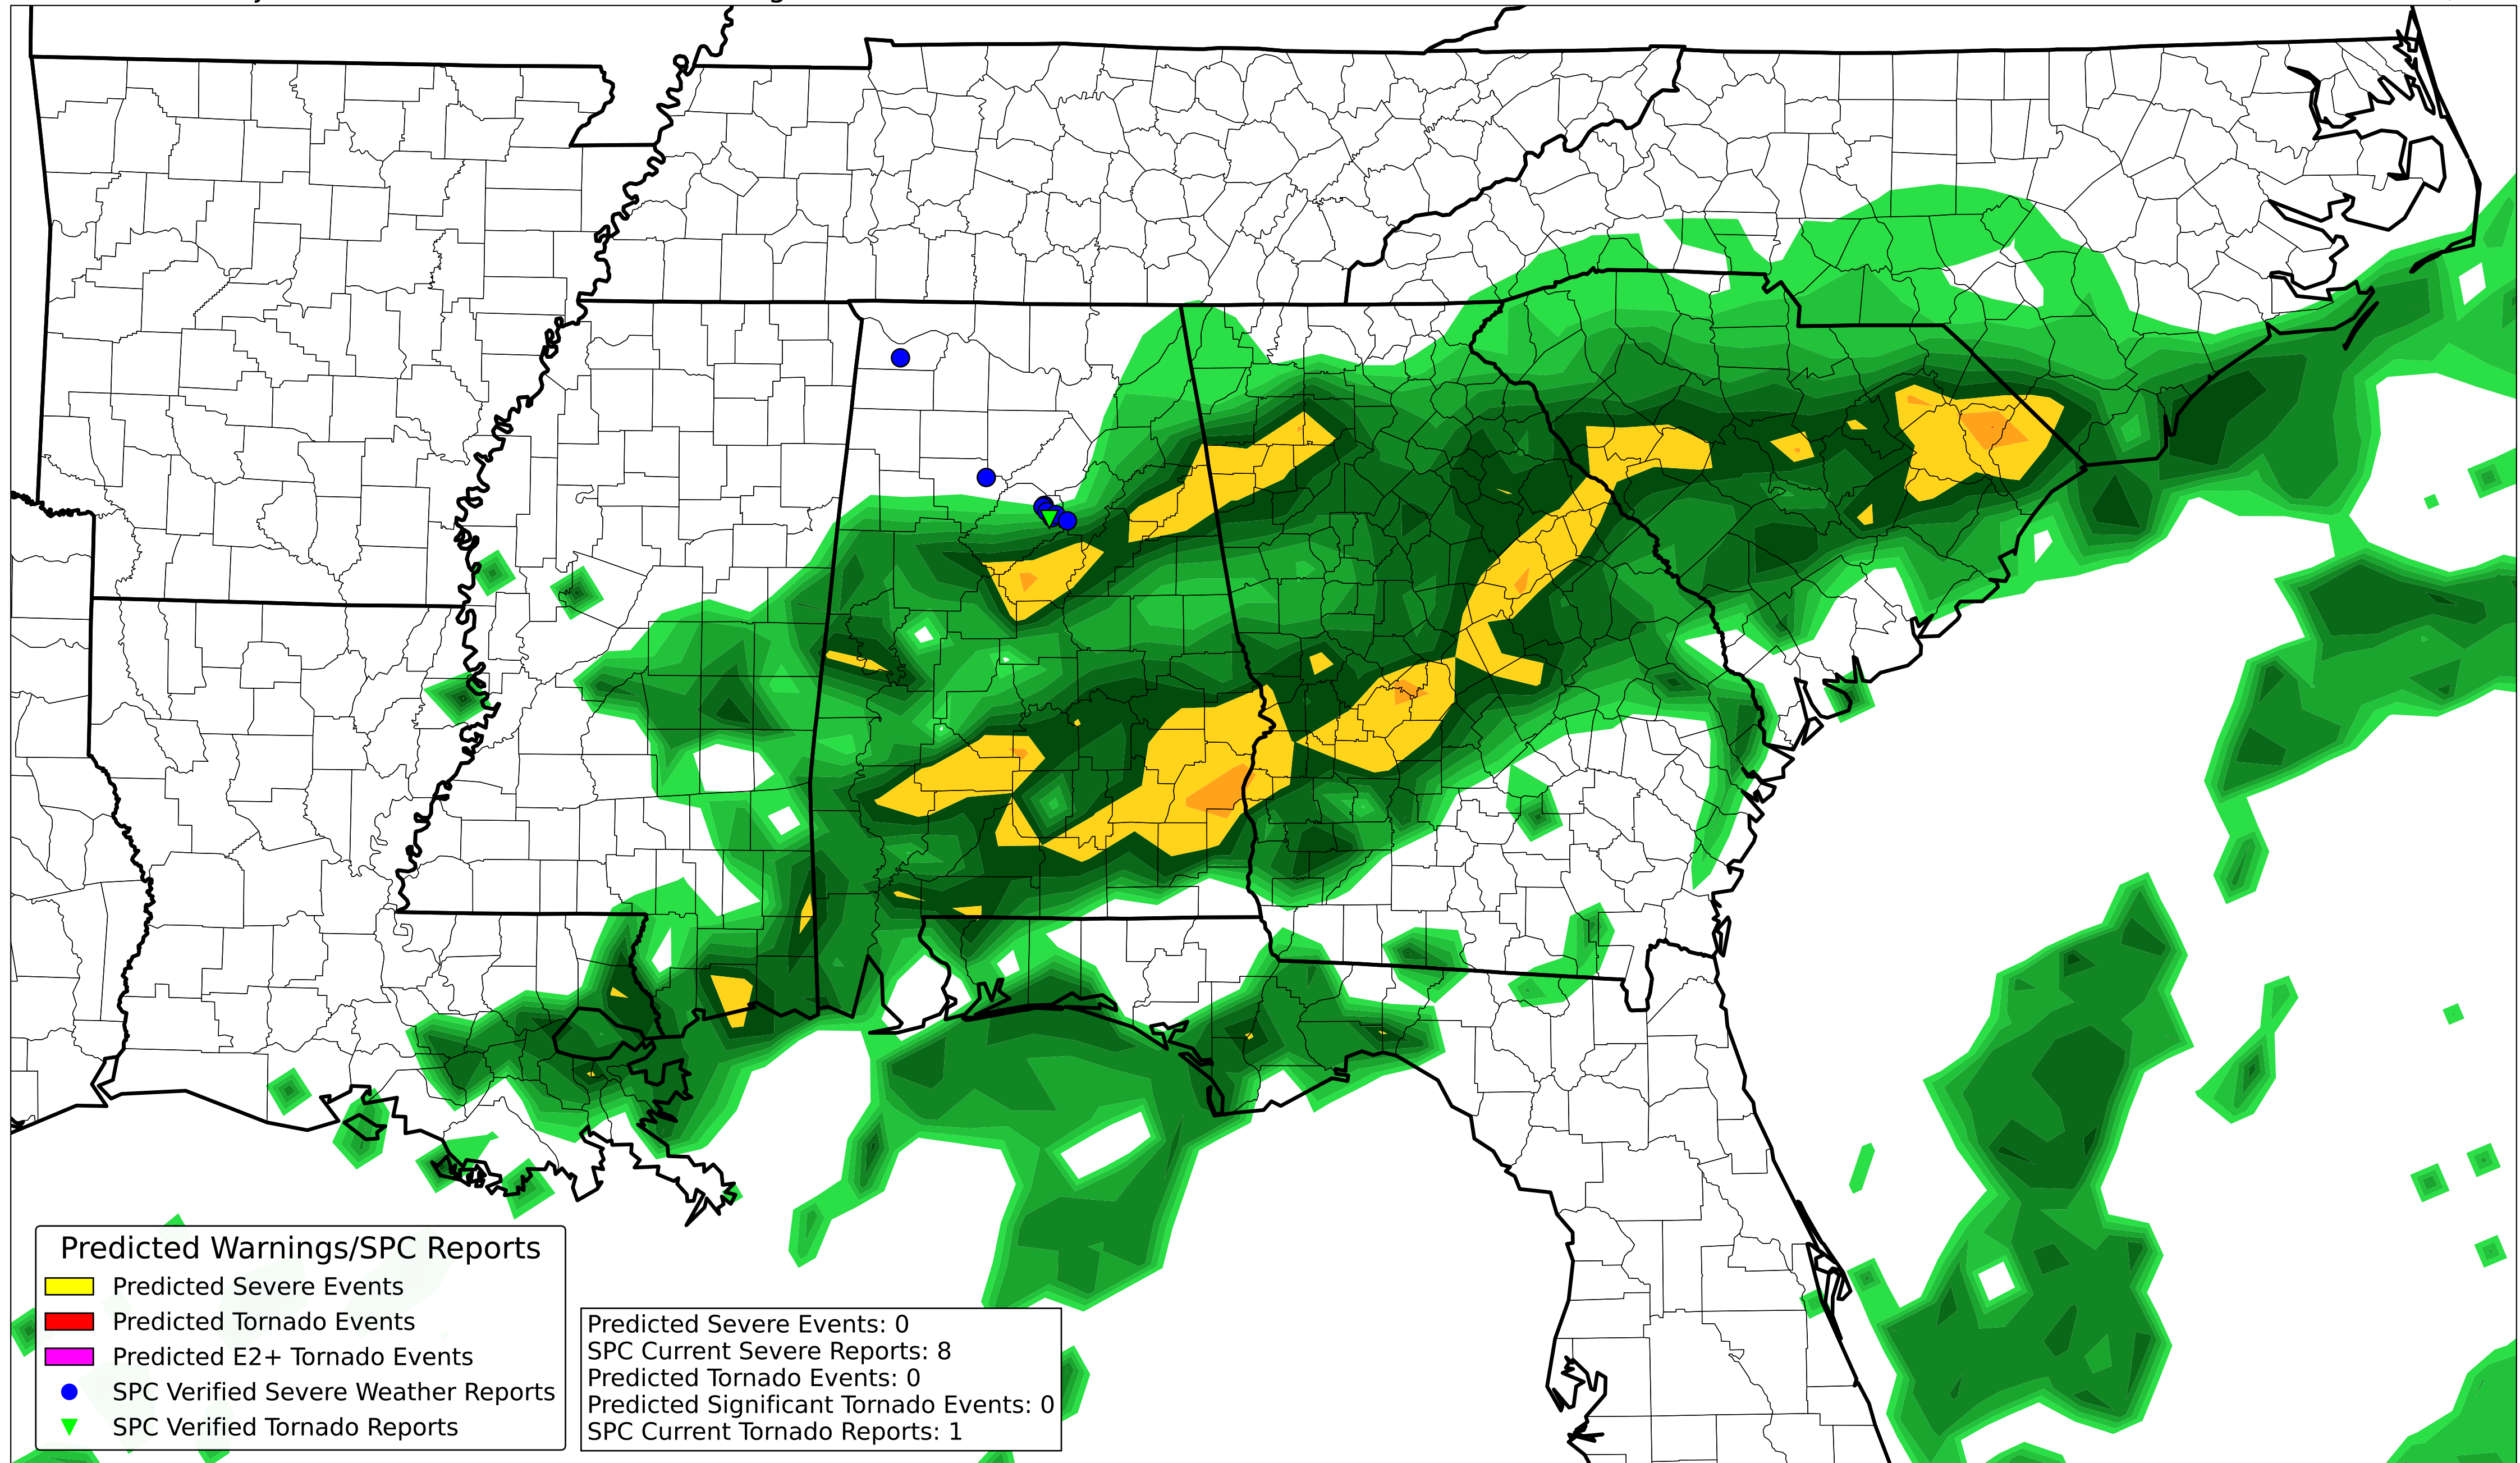 Predicted Warnings/SPC Reports
Predicted Severe Events
Predicted Tornado Events
Predicted E2+ Tornado Events
SPC Verified Severe Weather Reports
SPC Verified Tornado Reports
Predicted Severe Events: 0
SPC Current Severe Reports: 8
Predicted Tornado Events: 0
Predicted Significant Tornado Events: 0
SPC Current Tornado Reports: 1